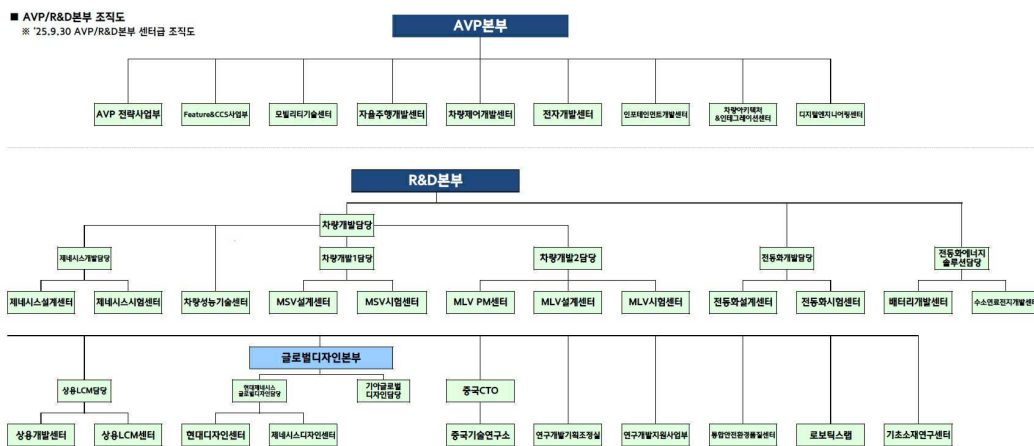 ■ AVP/R&D본부 조직도
※ '25.9.30 AVP/R&D본부 센터급 조직도
AVP본부
AVP 전략사업부
Feature&CCS사업부
모빌리티기술센터
자율주행개발센터
차량제어개발센터
전자개발센터
인포테인먼트개발센터
차량아키텍처
&인테그레이션센터
디지털엔지니어링센터
R&D본부
차량개발담당
제네시스개발담당
차량개발1담당
차량개발2담당
전동화개발담당
전동화에너지
솔루션담당
제네시스설계센터
제네시스시험센터
차량성능기술센터
MSV설계센터
MSV시험센터
MLV PM센터
MLV설계센터
MLV시험센터
전동화설계센터
전동화시험센터
배터리개발센터
수소연료전지개발센터
글로벌디자인본부
상용LCM담당
현대제네시스
글로벌디자인담당
기아글로벌
디자인담당
중국CTO
상용개발센터
상용LCM센터
현대디자인센터
제네시스디자인센터
중국기술연구소
연구개발기획조정실
연구개발지원사업부
통합안전환경품질센터
로보틱스랩
기초소재연구센터